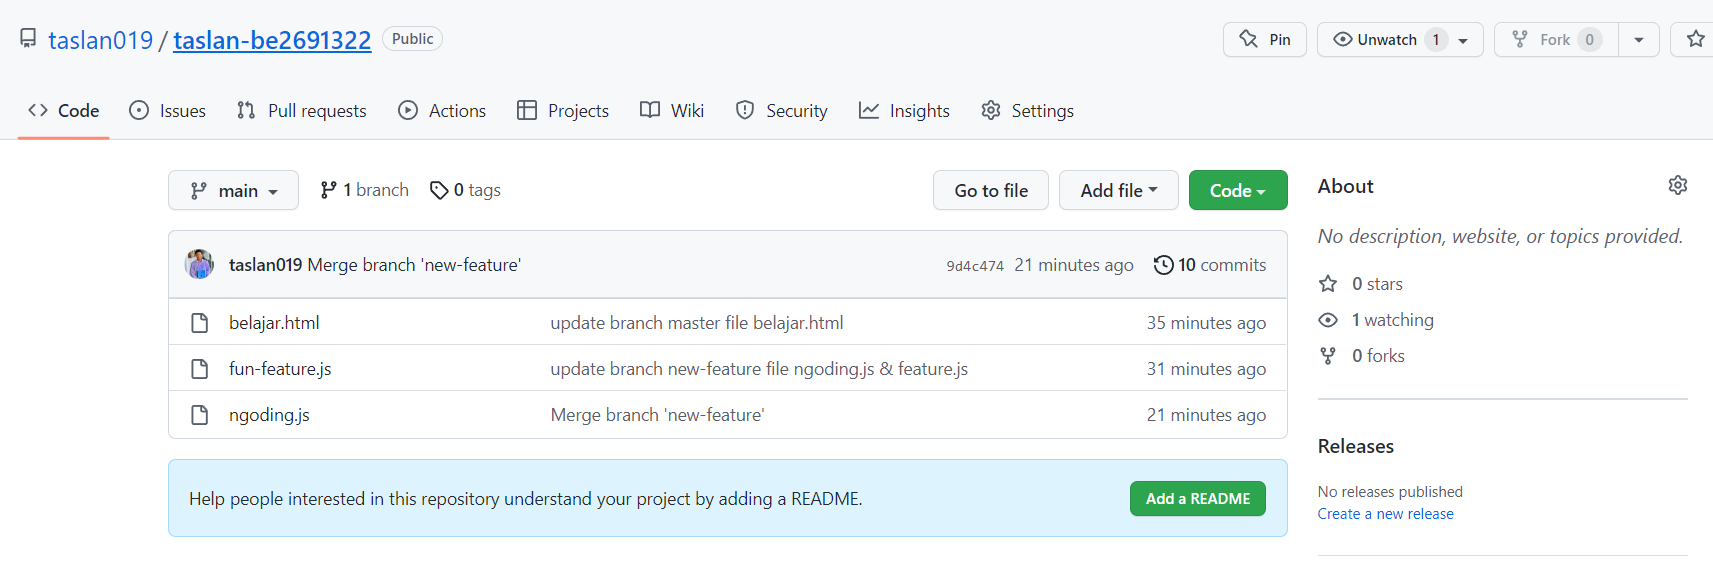 taslan019 / taslan-be2691322 Public Pin Unwatch 1 Fork 0
Code Issues Pull requests Actions Projects Wiki Security Insights Settings
main 1 branch 0 tags Go to file Add file Code
taslan019 Merge branch 'new-feature' 9d4c474 21 minutes ago 10 commits
belajar.html update branch master file belajar.html 35 minutes ago
fun-feature.js update branch new-feature file ngoding.js & feature.js 31 minutes ago
ngoding.js Merge branch 'new-feature' 21 minutes ago
Help people interested in this repository understand your project by adding a README. Add a README
About
No description, website, or topics provided.
0 stars
1 watching
0 forks
Releases
No releases published
Create a new release